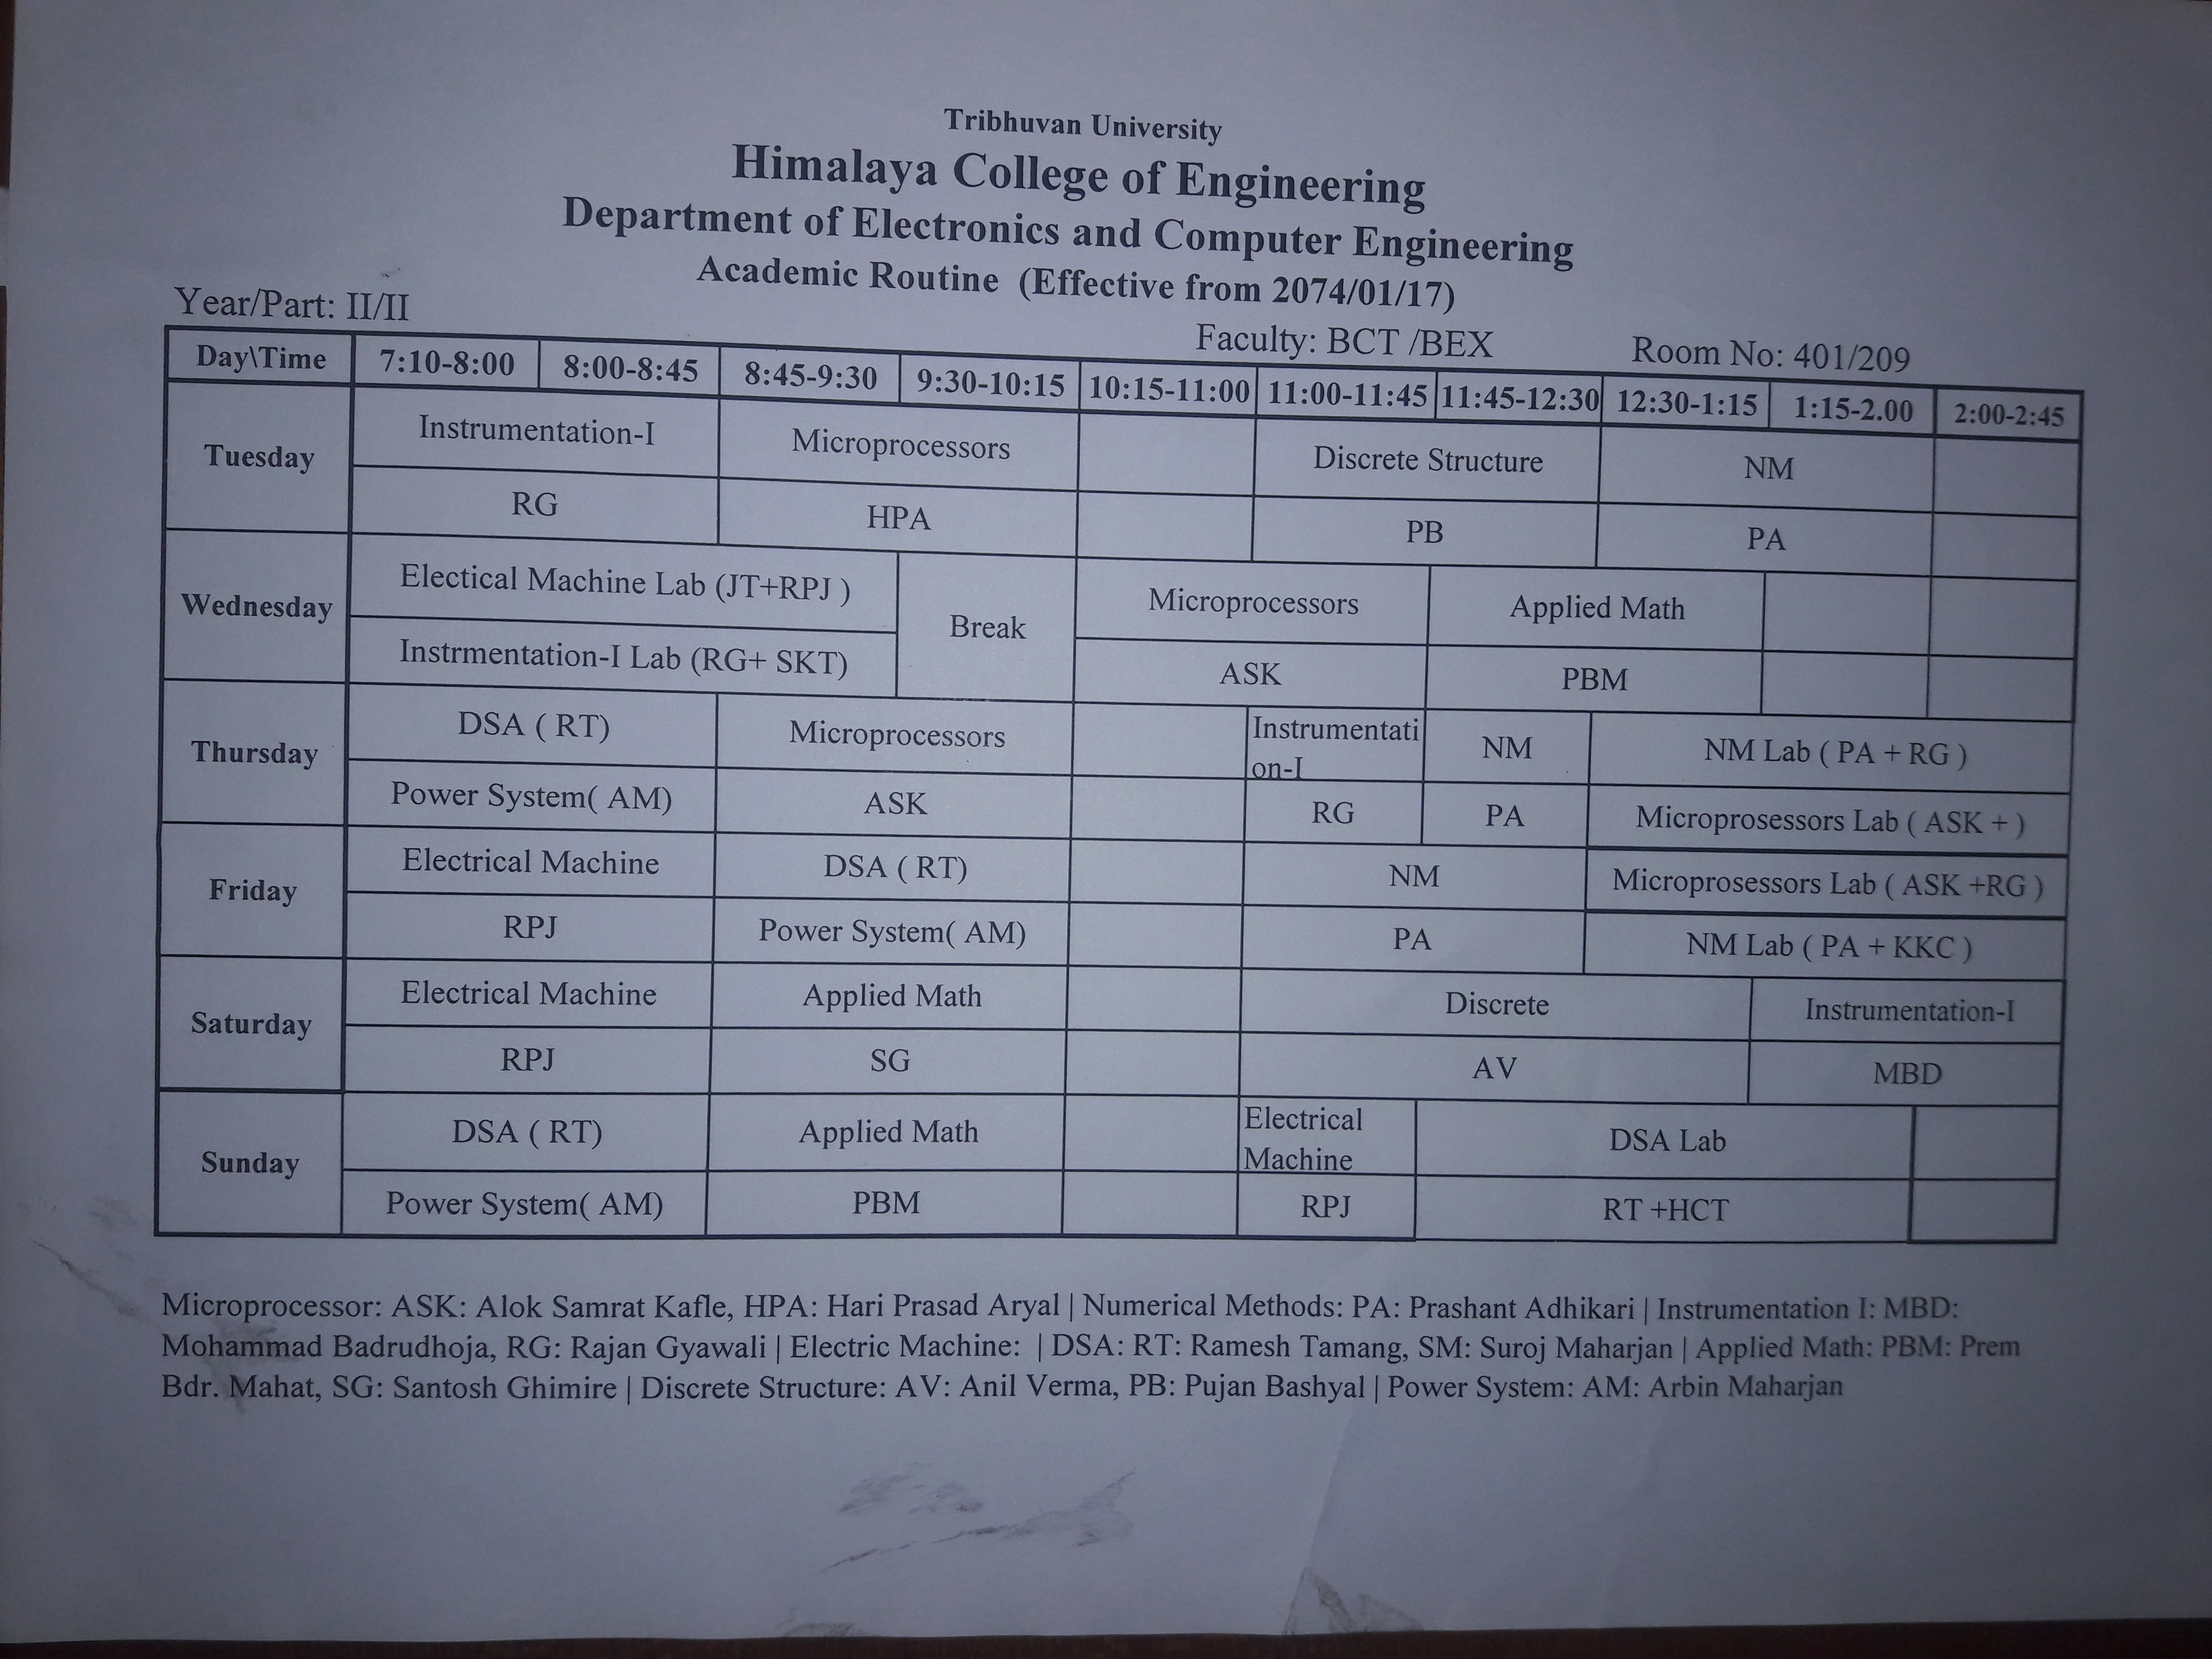 Tribhuvan University
Himalaya College of Engineering
Department of Electronics and Computer Engineering
Academic Routine (Effective from 2074/01/17)
Year/Part: II/II Faculty: BCT /BEX Room No: 401/209
Day\Time 7:10-8:00 8:00-8:45 8:45-9:30 9:30-10:15 10:15-11:00 11:00-11:45 11:45-12:30 12:30-1:15 1:15-2.00 2:00-2:45
Tuesday
Instrumentation-I Microprocessors Discrete Structure NM
RG HPA PB PA
Wednesday
Electical Machine Lab (JT+RPJ ) Break Microprocessors Applied Math
Instrmentation-I Lab (RG+ SKT) ASK PBM
Thursday
DSA ( RT) Microprocessors Instrumentati NM NM Lab ( PA + RG )
on-I
Power System( AM) ASK RG PA Microprosessors Lab ( ASK + )
Friday
Electrical Machine DSA ( RT) NM Microprosessors Lab ( ASK +RG )
RPJ Power System( AM) PA NM Lab ( PA + KKC )
Saturday
Electrical Machine Applied Math Discrete Instrumentation-I
RPJ SG AV MBD
Sunday
DSA ( RT) Applied Math Electrical DSA Lab
Machine
Power System( AM) PBM RPJ RT +HCT
Microprocessor: ASK: Alok Samrat Kafle, HPA: Hari Prasad Aryal | Numerical Methods: PA: Prashant Adhikari | Instrumentation I: MBD:
Mohammad Badrudhoja, RG: Rajan Gyawali | Electric Machine: | DSA: RT: Ramesh Tamang, SM: Suroj Maharjan | Applied Math: PBM: Prem
Bdr. Mahat, SG: Santosh Ghimire | Discrete Structure: AV: Anil Verma, PB: Pujan Bashyal | Power System: AM: Arbin Maharjan